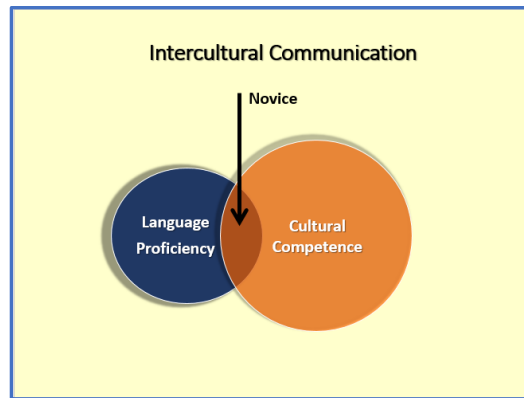 Intercultural Communication
Novice
Language
Proficiency
Cultural
Competence